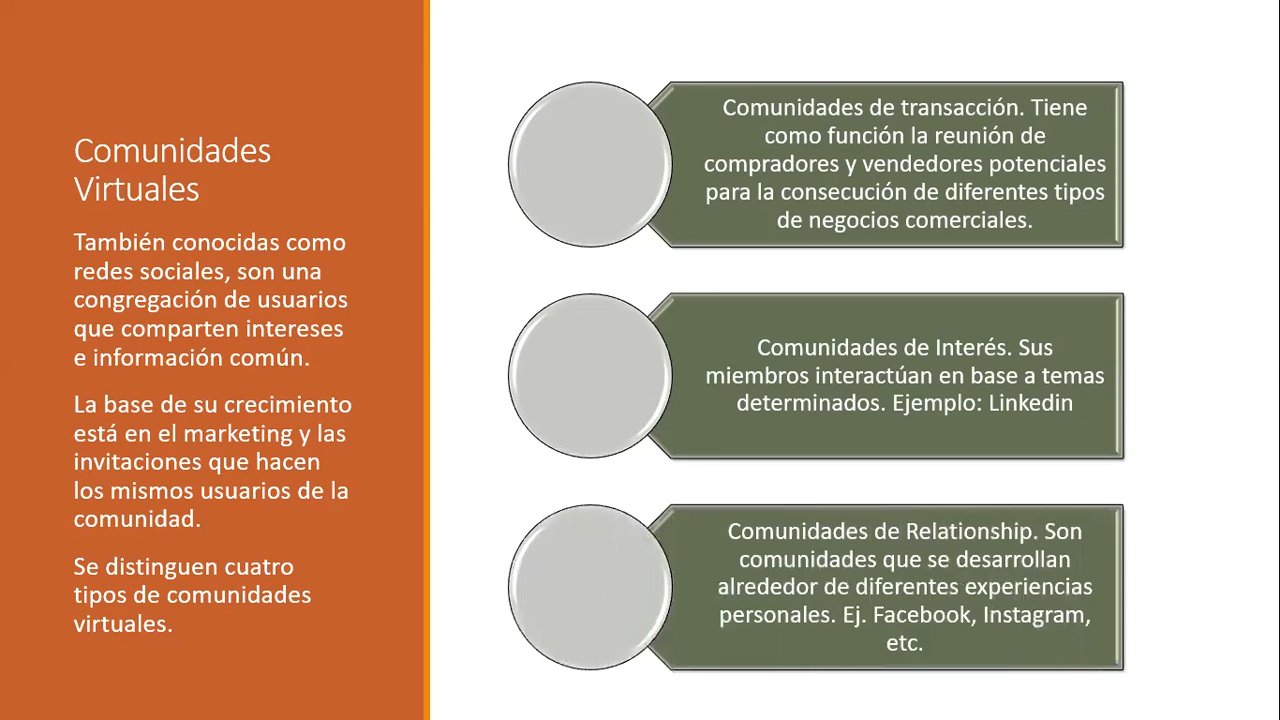 Comunidades
Virtuales
También conocidas como
redes sociales, son una
congregación de usuarios
que comparten intereses
e información común.
La base de su crecimiento
está en el marketing y las
invitaciones que hacen
los mismos usuarios de la
comunidad.
Se distinguen cuatro
tipos de comunidades
virtuales.
Comunidades de transacción. Tiene
como función la reunión de
compradores y vendedores potenciales
para la consecución de diferentes tipos
de negocios comerciales.
Comunidades de Interés. Sus
miembros interactúan en base a temas
determinados. Ejemplo: Linkedin
Comunidades de Relationship. Son
comunidades que se desarrollan
alrededor de diferentes experiencias
personales. Ej. Facebook, Instagram,
etc.